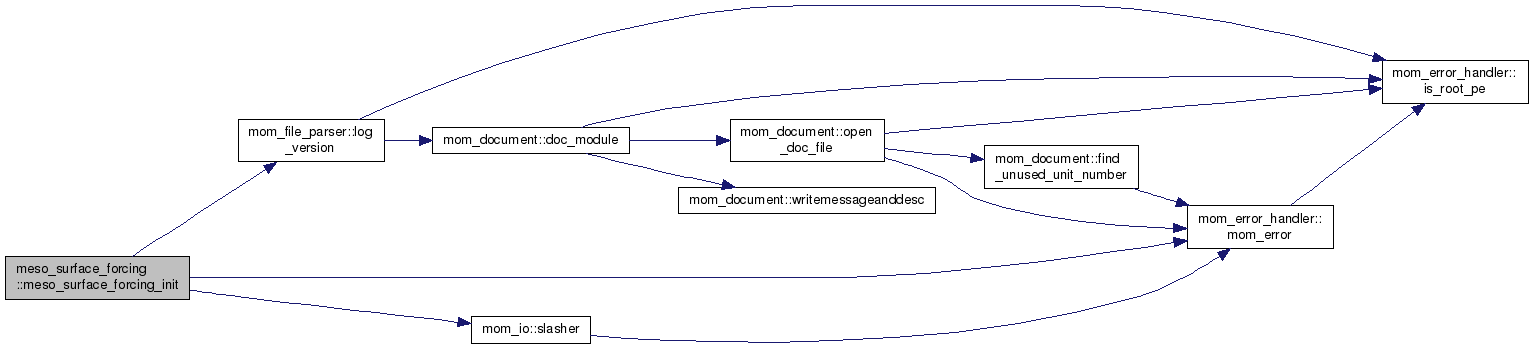 mom_error_handler::
is_root_pe
mom_file_parser::log
_version
mom_document::doc_module
mom_document::open
_doc_file
mom_document::find
_unused_unit_number
mom_document::writemessageanddesc
mom_error_handler::
mom_error
meso_surface_forcing
::meso_surface_forcing_init
mom_io::slasher